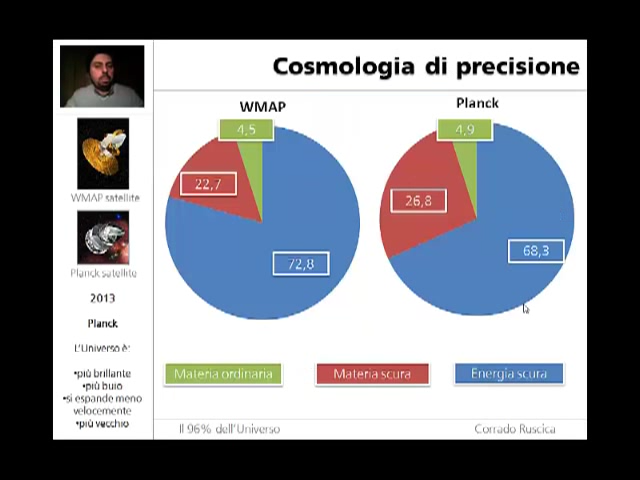 Cosmologia di precisione
WMAP
Planck
4,5
22,7
72,8
4,9
26,8
68,3
WMAP satellite
Planck satellite
2013
Planck
L'Universo è:
•più brillante
•più buio
•si espande meno
velocemente
•più vecchio
Materia ordinaria
Materia scura
Energia scura
Il 96% dell'Universo
Corrado Ruscica